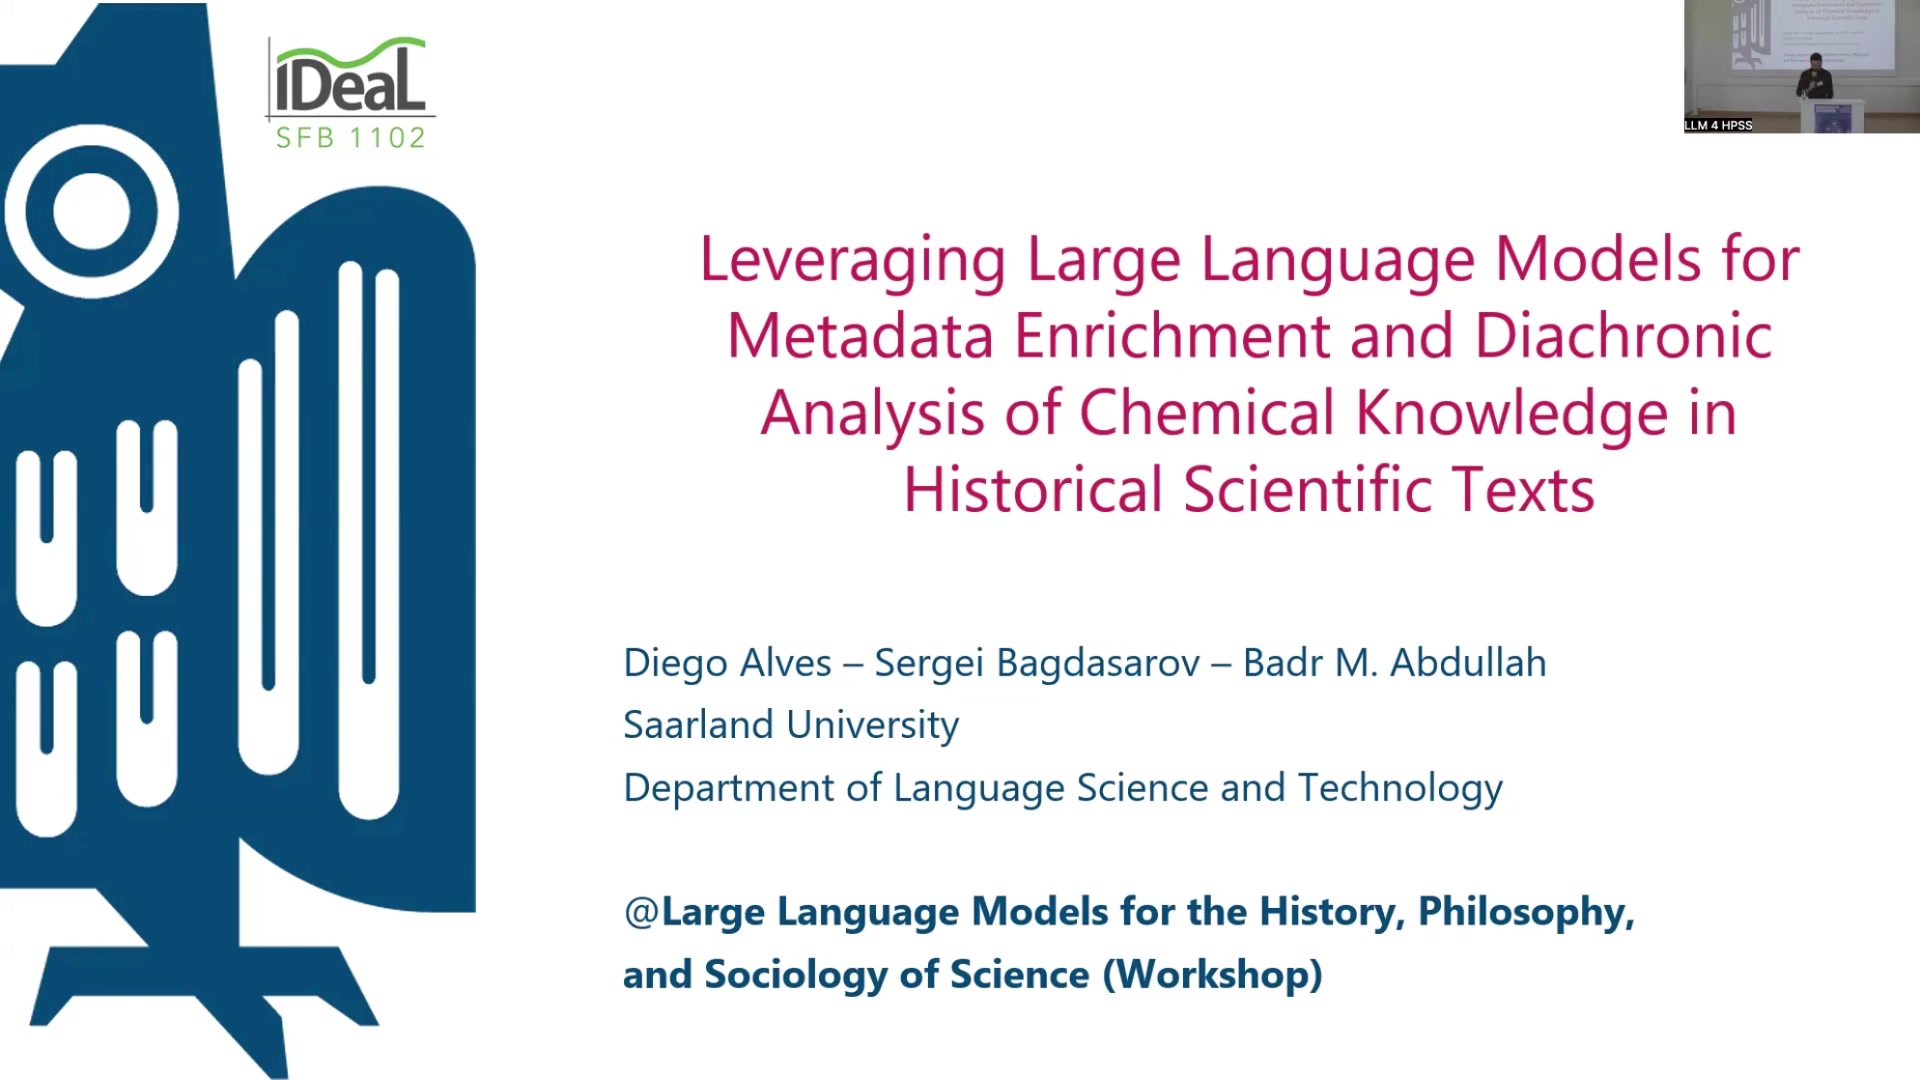 IDeaL
SFB 1102
LLM 4 HPSS
Leveraging Large Language Models for
Metadata Enrichment and Diachronic
Analysis of Chemical Knowledge in
Historical Scientific Texts
Diego Alves – Sergei Bagdasarov – Badr M. Abdullah
Saarland University
Department of Language Science and Technology
@Large Language Models for the History, Philosophy,
and Sociology of Science (Workshop)